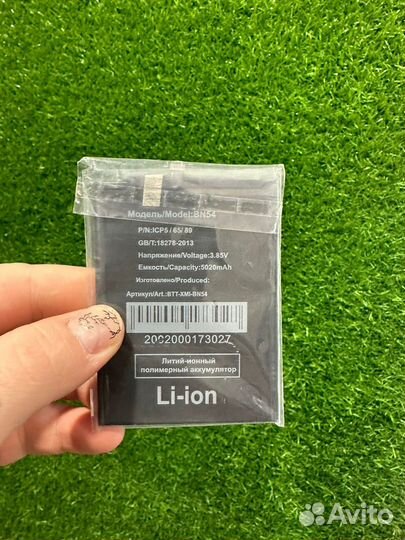 Модель/Model:BN54
P/N:ICP5 / 65/ 89
GB/T:18278-2013
Напряжение/Voltage:3.85V
Емкость/Capacity:5020mAh
Изготовлено/Produced:
Артикул/Art.:BTT-XMI-BN54
2002000173027
Литий-ионный
полимерный аккумулятор
Li-ion
Avito